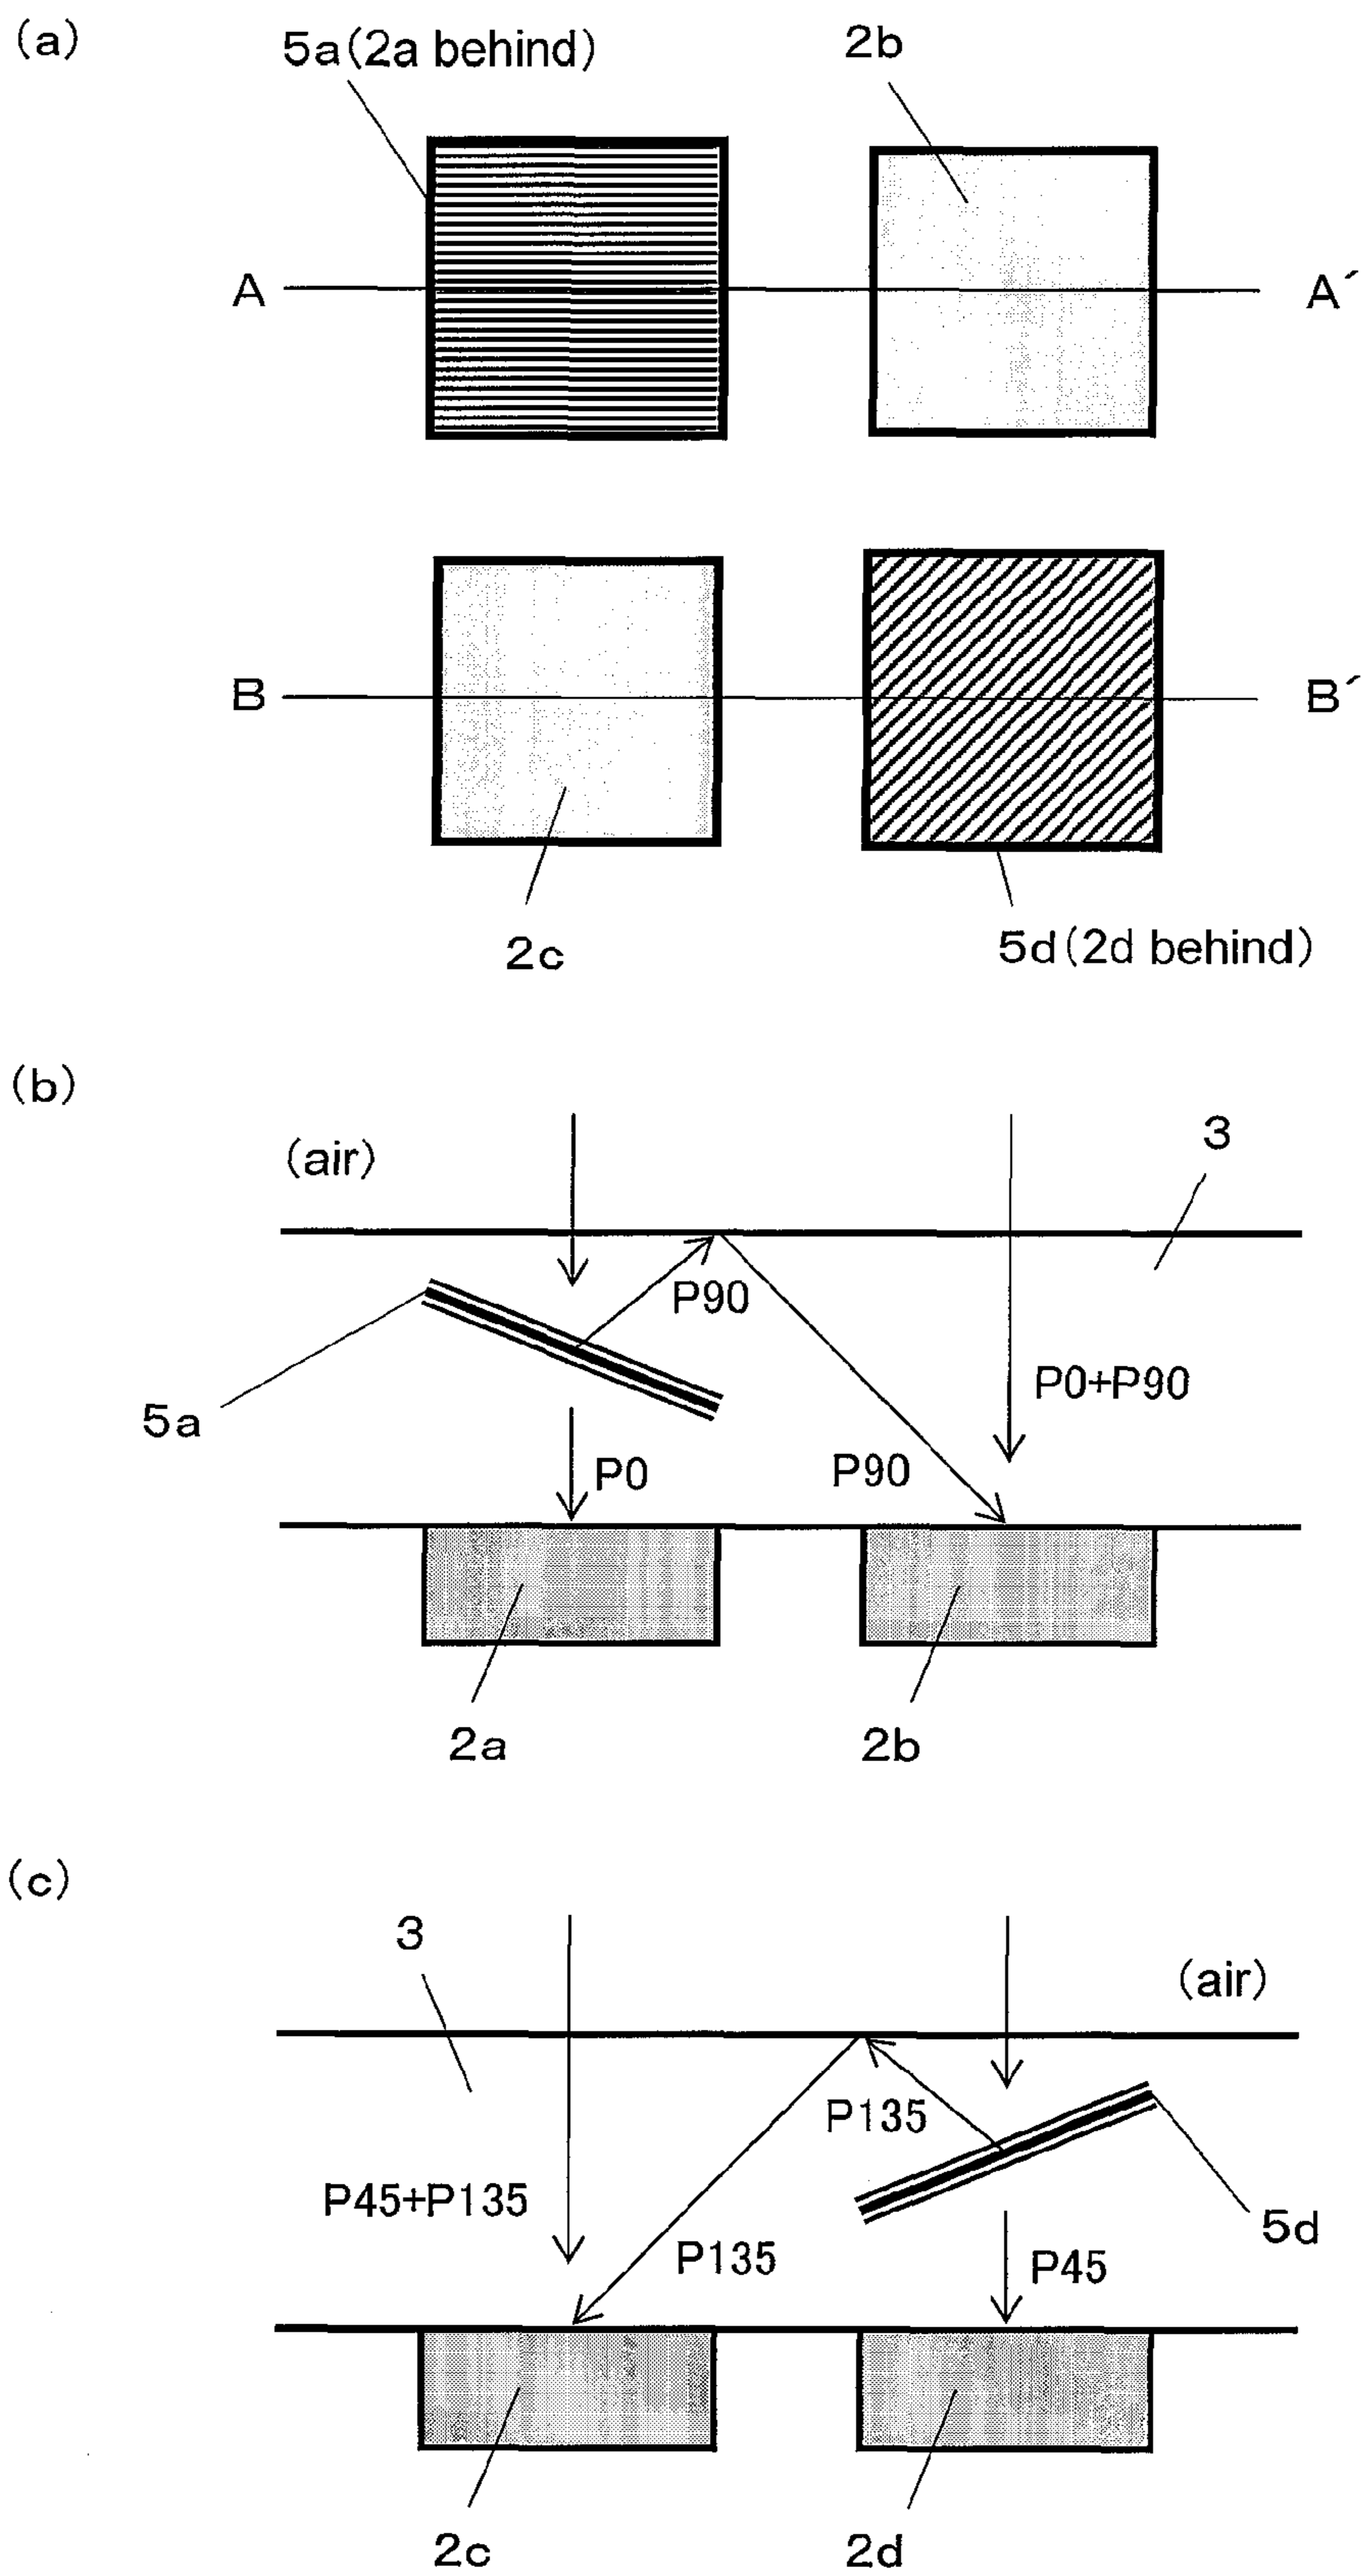 (a)
5a(2a behind)
2b
A
A´
B
B´
2c
5d(2d behind)
(b)
(air)
3
P90
5a
P0+P90
P0
P90
2a
2b
(c)
3
(air)
P135
P45+P135
5d
P135
P45
2c
2d